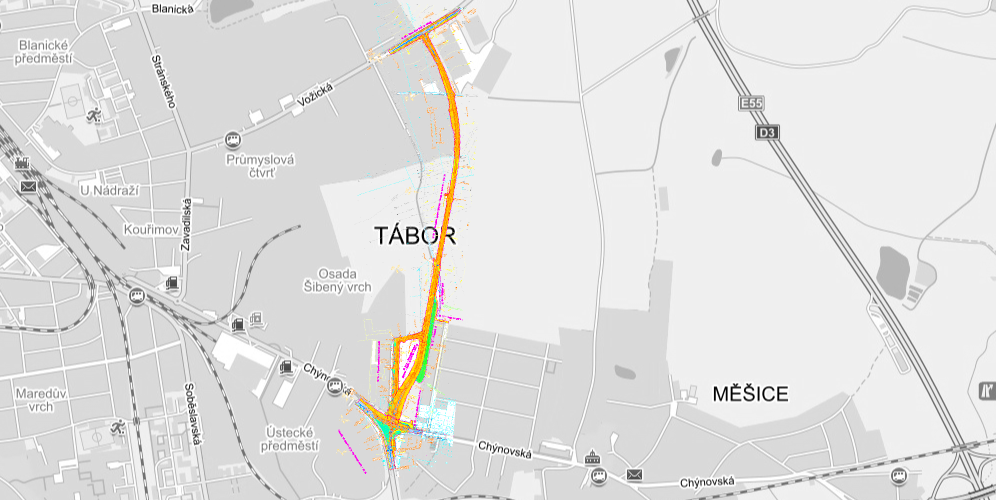 Blanická
Blanické
předměstí
Stránského
E55
D3
Vožická
Průmyslová
čtvrť
U Nádraží
Kouřimov
Zavadilská
TÁBOR
Osada
Šibený vrch
Chýnovská
Maredův
vrch
Soběslavská
MĚŠICE
Ústecké
předměstí
Chýnovská
Chýnovská